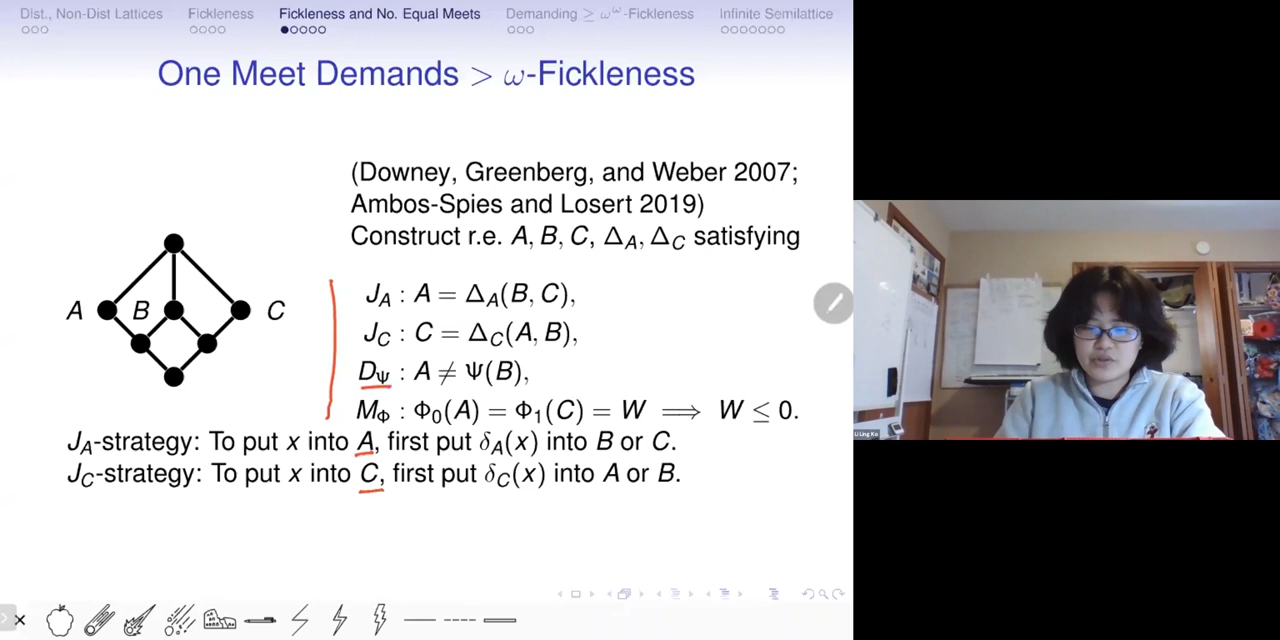 Dist., Non-Dist Lattices Fickleness Fickleness and No. Equal Meets Demanding ≥ ω^ω-Fickleness Infinite Semilattice
One Meet Demands > ω-Fickleness
(Downey, Greenberg, and Weber 2007;
Ambos-Spies and Losert 2019)
Construct r.e. A, B, C, Δ_A, Δ_C satisfying
A B C
J_A : A = Δ_A(B, C),
J_C : C = Δ_C(A, B),
D_Ψ : A ≠ Ψ(B),
M_Φ : Φ_0(A) = Φ_1(C) = W ⟹ W ≤ 0.
J_A-strategy: To put x into A, first put δ_A(x) into B or C.
J_C-strategy: To put x into C, first put δ_C(x) into A or B.
Li Ling Ko